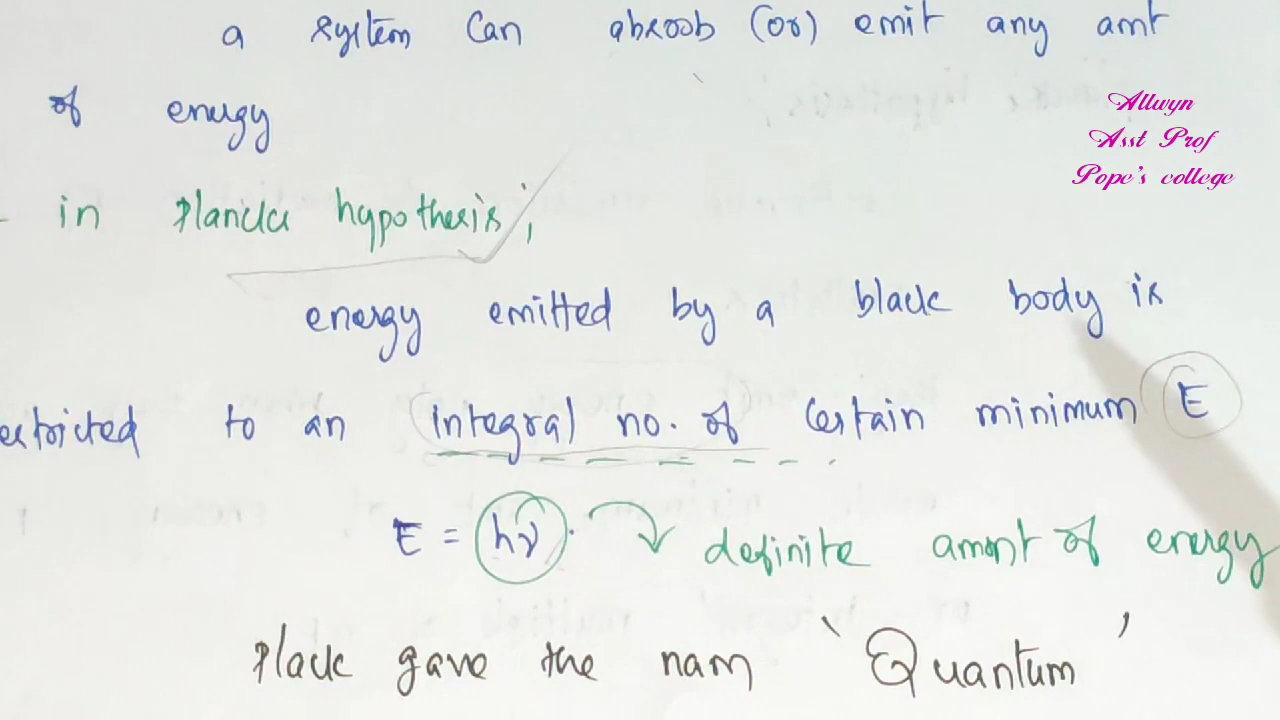 a system can absorb (or) emit any amt
of energy
Allwyn
Asst Prof
Pope's college
- in Planck hypothesis,
energy emitted by a black body is
estricted to an integral no. of certain minimum E
E = hν. definite amont of energy
Plack gave the nam 'Quantum'